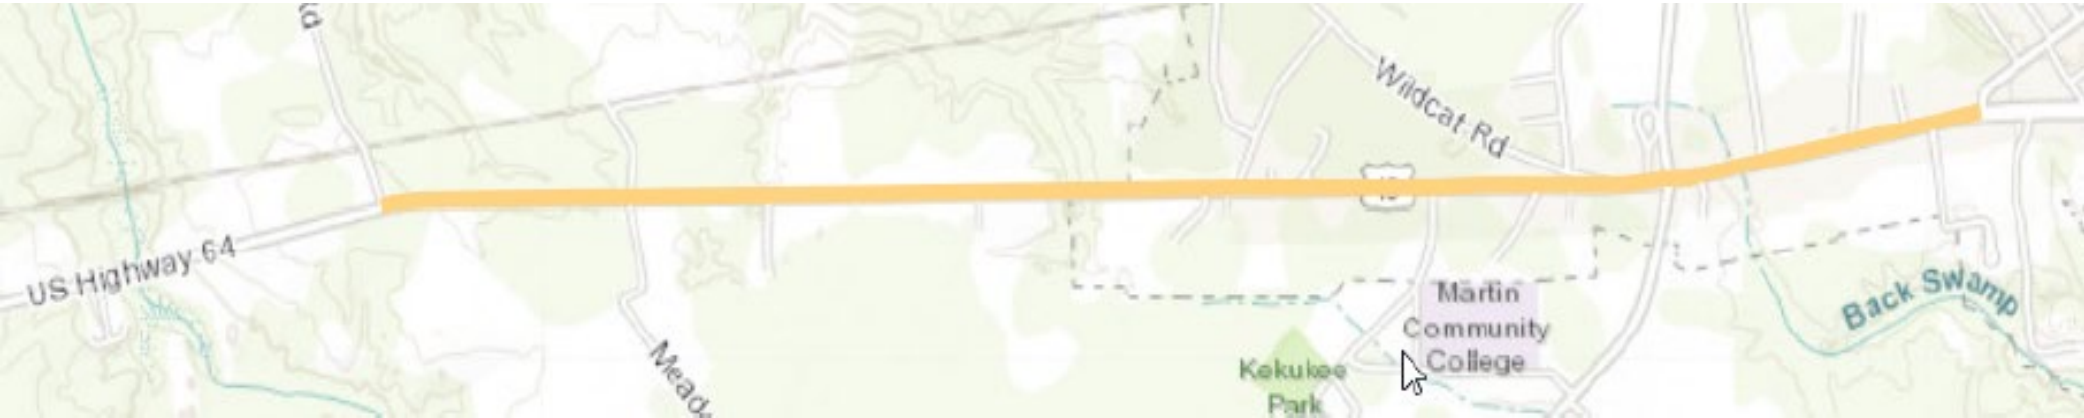 Wildcat Rd
US Highway 64
Martin
Community
College
Kekukee
Park
Back Swamp